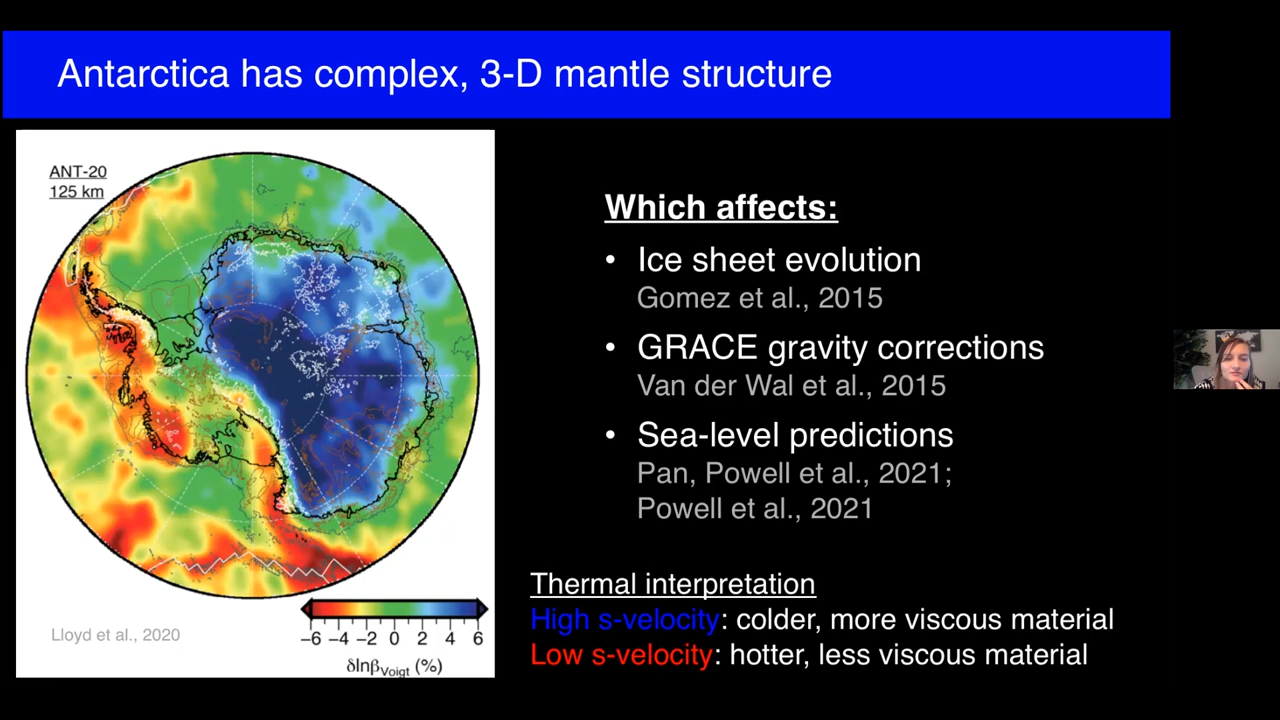 Antarctica has complex, 3-D mantle structure
ANT-20
125 km
Which affects:
• Ice sheet evolution
Gomez et al., 2015
• GRACE gravity corrections
Van der Wal et al., 2015
• Sea-level predictions
Pan, Powell et al., 2021;
Powell et al., 2021
Thermal interpretation
High s-velocity: colder, more viscous material
Low s-velocity: hotter, less viscous material
−6 −4 −2 0 2 4 6
δlnβVoigt (%)
Lloyd et al., 2020